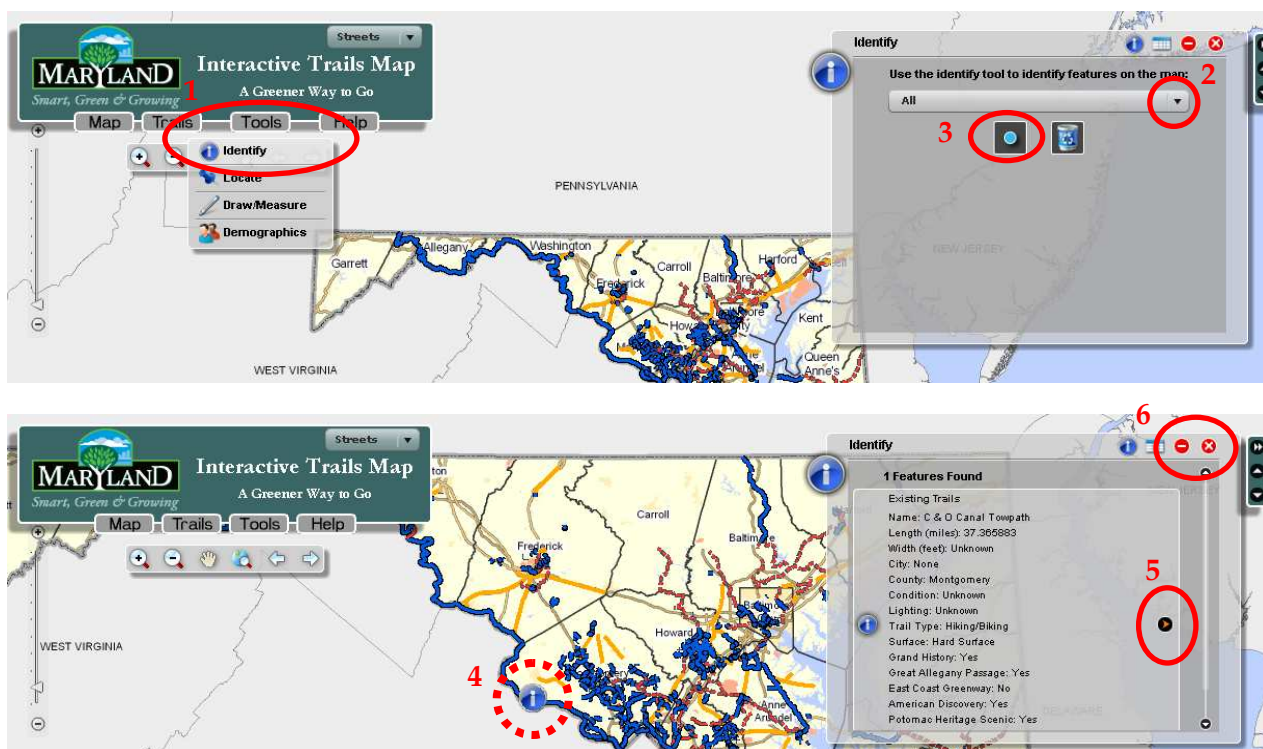 Streets
MARYLAND
Smart, Green & Growing
Interactive Trails Map
A Greener Way to Go
1
Map Trails Tools Help
Identify
Locate
Draw/Measure
Demographics
Identify
Use the identify tool to identify features on the map:
2
All
3
PENNSYLVANIA
NEW JERSEY
Garrett
Allegany
Washington
Frederick
Carroll
Baltimore
Harford
Kent
Queen
Anne's
WEST VIRGINIA
Streets
MARYLAND
Smart, Green & Growing
Interactive Trails Map
A Greener Way to Go
Map Trails Tools Help
WEST VIRGINIA
Frederick
Carroll
Howard
Anne
Arundel
4
6
Identify
1 Features Found
Existing Trails
Name: C & O Canal Towpath
Length (miles): 37.365883
Width (feet): Unknown
City: None
County: Montgomery
Condition: Unknown
Lighting: Unknown
Trail Type: Hiking/Biking
Surface: Hard Surface
Grand History: Yes
Great Allegany Passage: Yes
East Coast Greenway: No
American Discovery: Yes
Potomac Heritage Scenic: Yes
5
DELAWARE